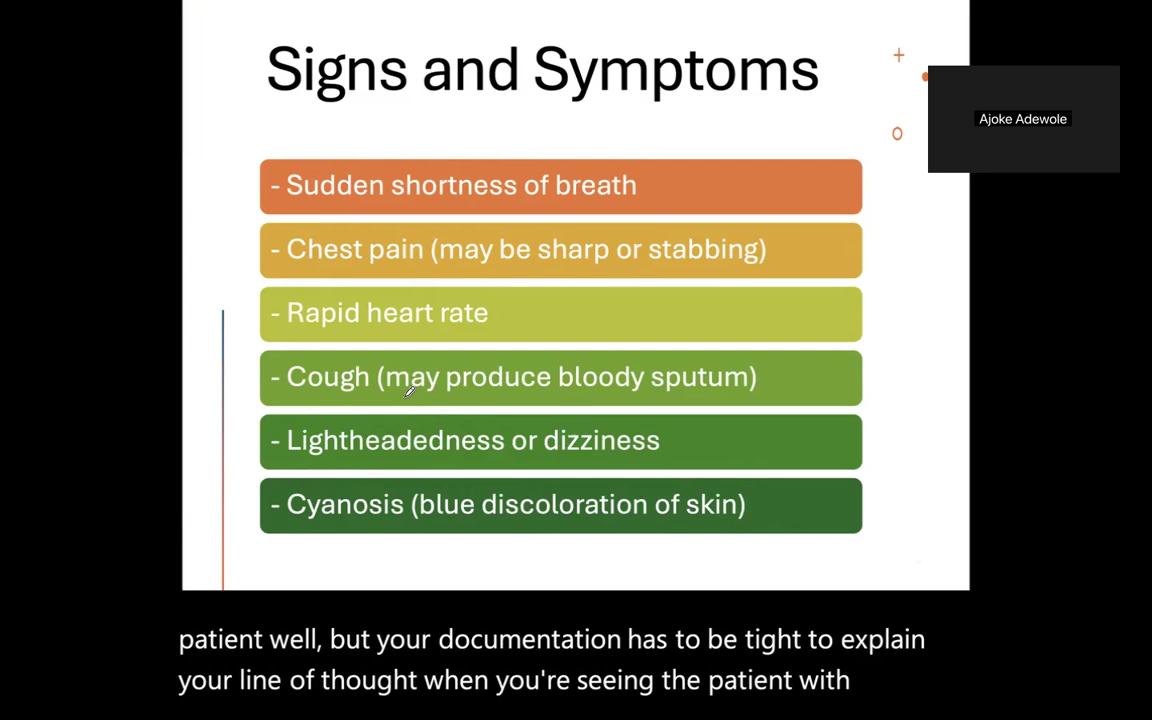 Signs and Symptoms
Ajoke Adewole
- Sudden shortness of breath
- Chest pain (may be sharp or stabbing)
- Rapid heart rate
- Cough (may produce bloody sputum)
- Lightheadedness or dizziness
- Cyanosis (blue discoloration of skin)
patient well, but your documentation has to be tight to explain
your line of thought when you're seeing the patient with